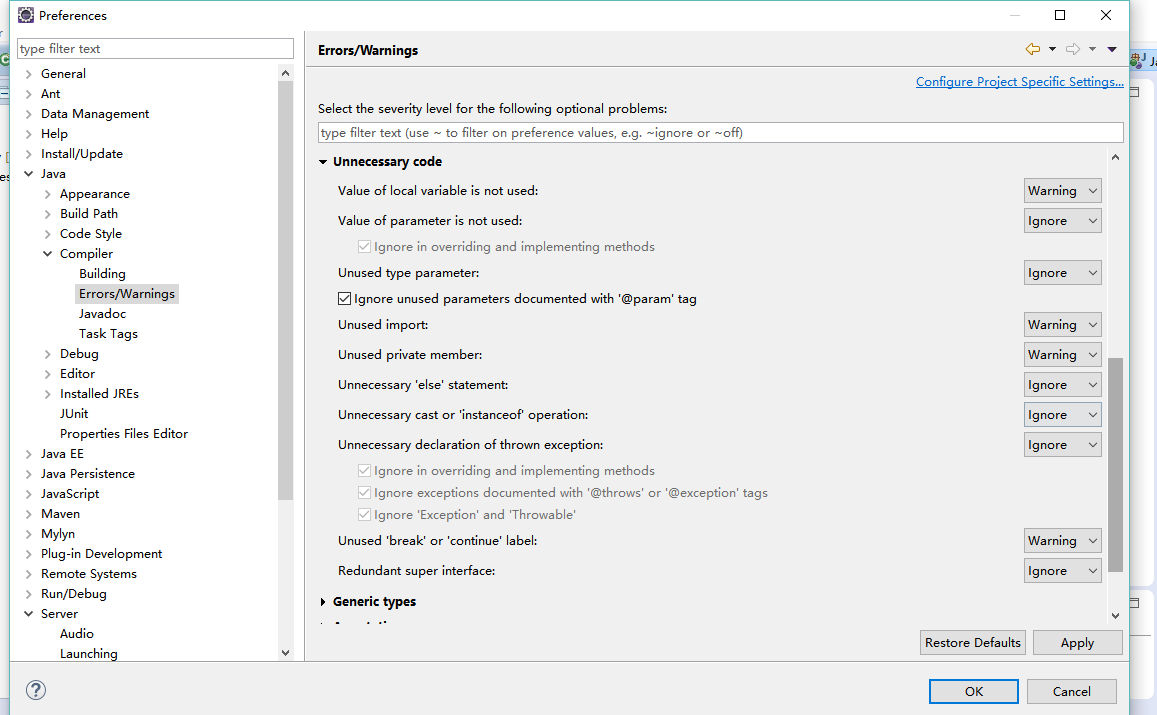 Preferences
type filter text
General
Ant
Data Management
Help
Install/Update
Java
Appearance
Build Path
Code Style
Compiler
Building
Errors/Warnings
Javadoc
Task Tags
Debug
Editor
Installed JREs
JUnit
Properties Files Editor
Java EE
Java Persistence
JavaScript
Maven
Mylyn
Plug-in Development
Remote Systems
Run/Debug
Server
Audio
Launching
Errors/Warnings
Configure Project Specific Settings...
Select the severity level for the following optional problems:
type filter text (use ~ to filter on preference values, e.g. ~ignore or ~off)
Unnecessary code
Value of local variable is not used: Warning
Value of parameter is not used: Ignore
Ignore in overriding and implementing methods
Unused type parameter: Ignore
Ignore unused parameters documented with '@param' tag
Unused import: Warning
Unused private member: Warning
Unnecessary 'else' statement: Ignore
Unnecessary cast or 'instanceof' operation: Ignore
Unnecessary declaration of thrown exception: Ignore
Ignore in overriding and implementing methods
Ignore exceptions documented with '@throws' or '@exception' tags
Ignore 'Exception' and 'Throwable'
Unused 'break' or 'continue' label: Warning
Redundant super interface: Ignore
Generic types
Restore Defaults Apply
OK Cancel